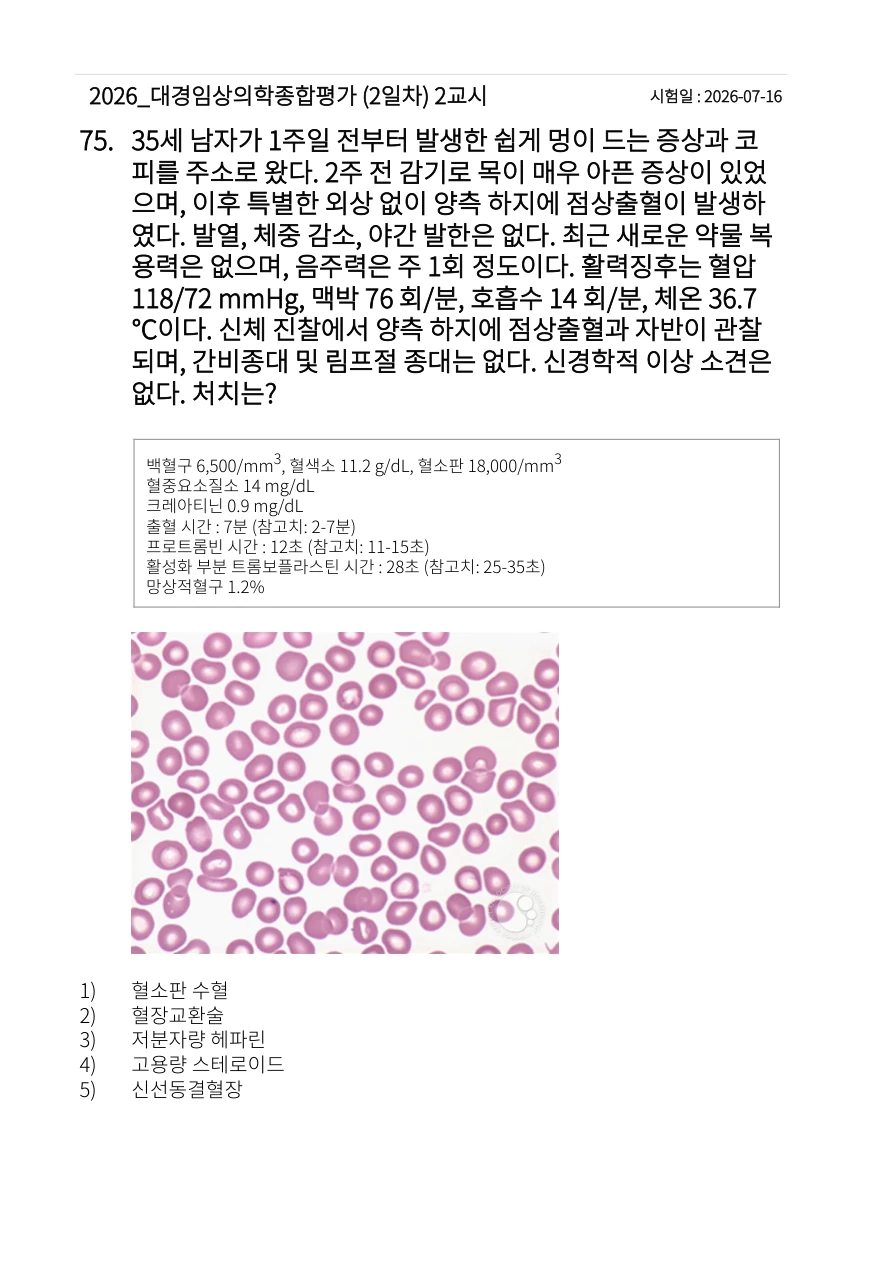 2026_대경임상의학종합평가 (2일차) 2교시
시험일 : 2026-07-16
75. 35세 남자가 1주일 전부터 발생한 쉽게 멍이 드는 증상과 코
피를 주소로 왔다. 2주 전 감기로 목이 매우 아픈 증상이 있었
으며, 이후 특별한 외상 없이 양측 하지에 점상출혈이 발생하
였다. 발열, 체중 감소, 야간 발한은 없다. 최근 새로운 약물 복
용력은 없으며, 음주력은 주 1회 정도이다. 활력징후는 혈압
118/72 mmHg, 맥박 76 회/분, 호흡수 14 회/분, 체온 36.7
℃이다. 신체 진찰에서 양측 하지에 점상출혈과 자반이 관찰
되며, 간비종대 및 림프절 종대는 없다. 신경학적 이상 소견은
없다. 처치는?
백혈구 6,500/mm³, 혈색소 11.2 g/dL, 혈소판 18,000/mm³
혈중요소질소 14 mg/dL
크레아티닌 0.9 mg/dL
출혈 시간 : 7분 (참고치: 2-7분)
프로트롬빈 시간 : 12초 (참고치: 11-15초)
활성화 부분 트롬보플라스틴 시간 : 28초 (참고치: 25-35초)
망상적혈구 1.2%
1) 혈소판 수혈
2) 혈장교환술
3) 저분자량 헤파린
4) 고용량 스테로이드
5) 신선동결혈장